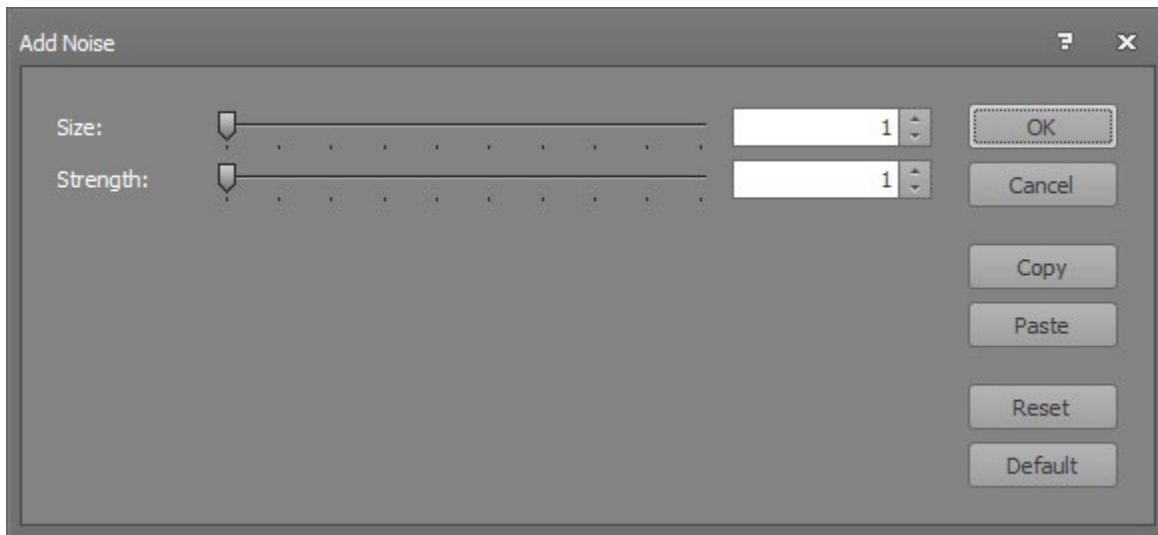 Add Noise
Size: 1 OK
Strength: 1 Cancel
Copy
Paste
Reset
Default